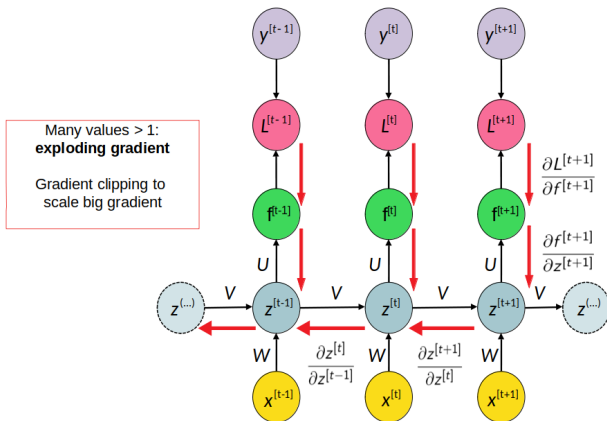 y[t-1] y[t] y[t+1]
Many values > 1:
exploding gradient
Gradient clipping to
scale big gradient
L[t-1] L[t] L[t+1]
∂L[t+1]
∂f[t+1]
f[t-1] f[t] f[t+1]
∂f[t+1]
∂z[t+1]
U U U
V V V V
z(...) z[t-1] z[t] z[t+1] z(...)
W W W
∂z[t] ∂z[t+1]
∂z[t-1] ∂z[t]
x[t-1] x[t] x[t+1]